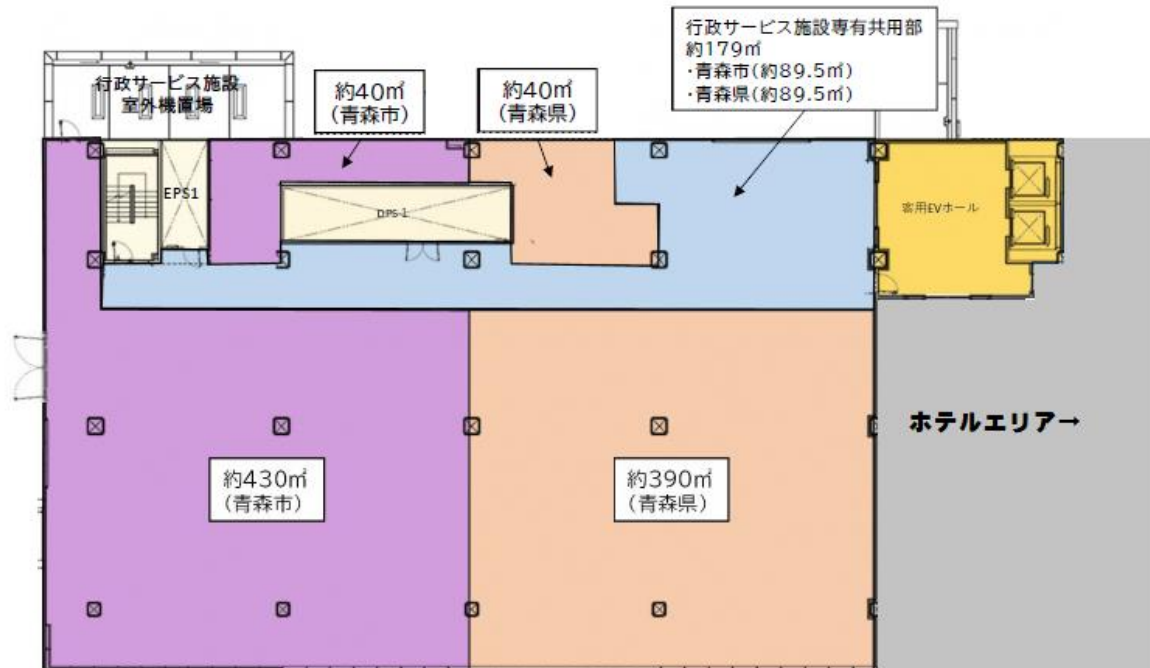 行政サービス施設専有共用部
約179㎡
・青森市(約89.5㎡)
・青森県(約89.5㎡)
行政サービス施設
室外機置場
約40㎡
(青森市)
約40㎡
(青森県)
EPS1
DPS 1
客用EVホール
ホテルエリア→
約430㎡
(青森市)
約390㎡
(青森県)